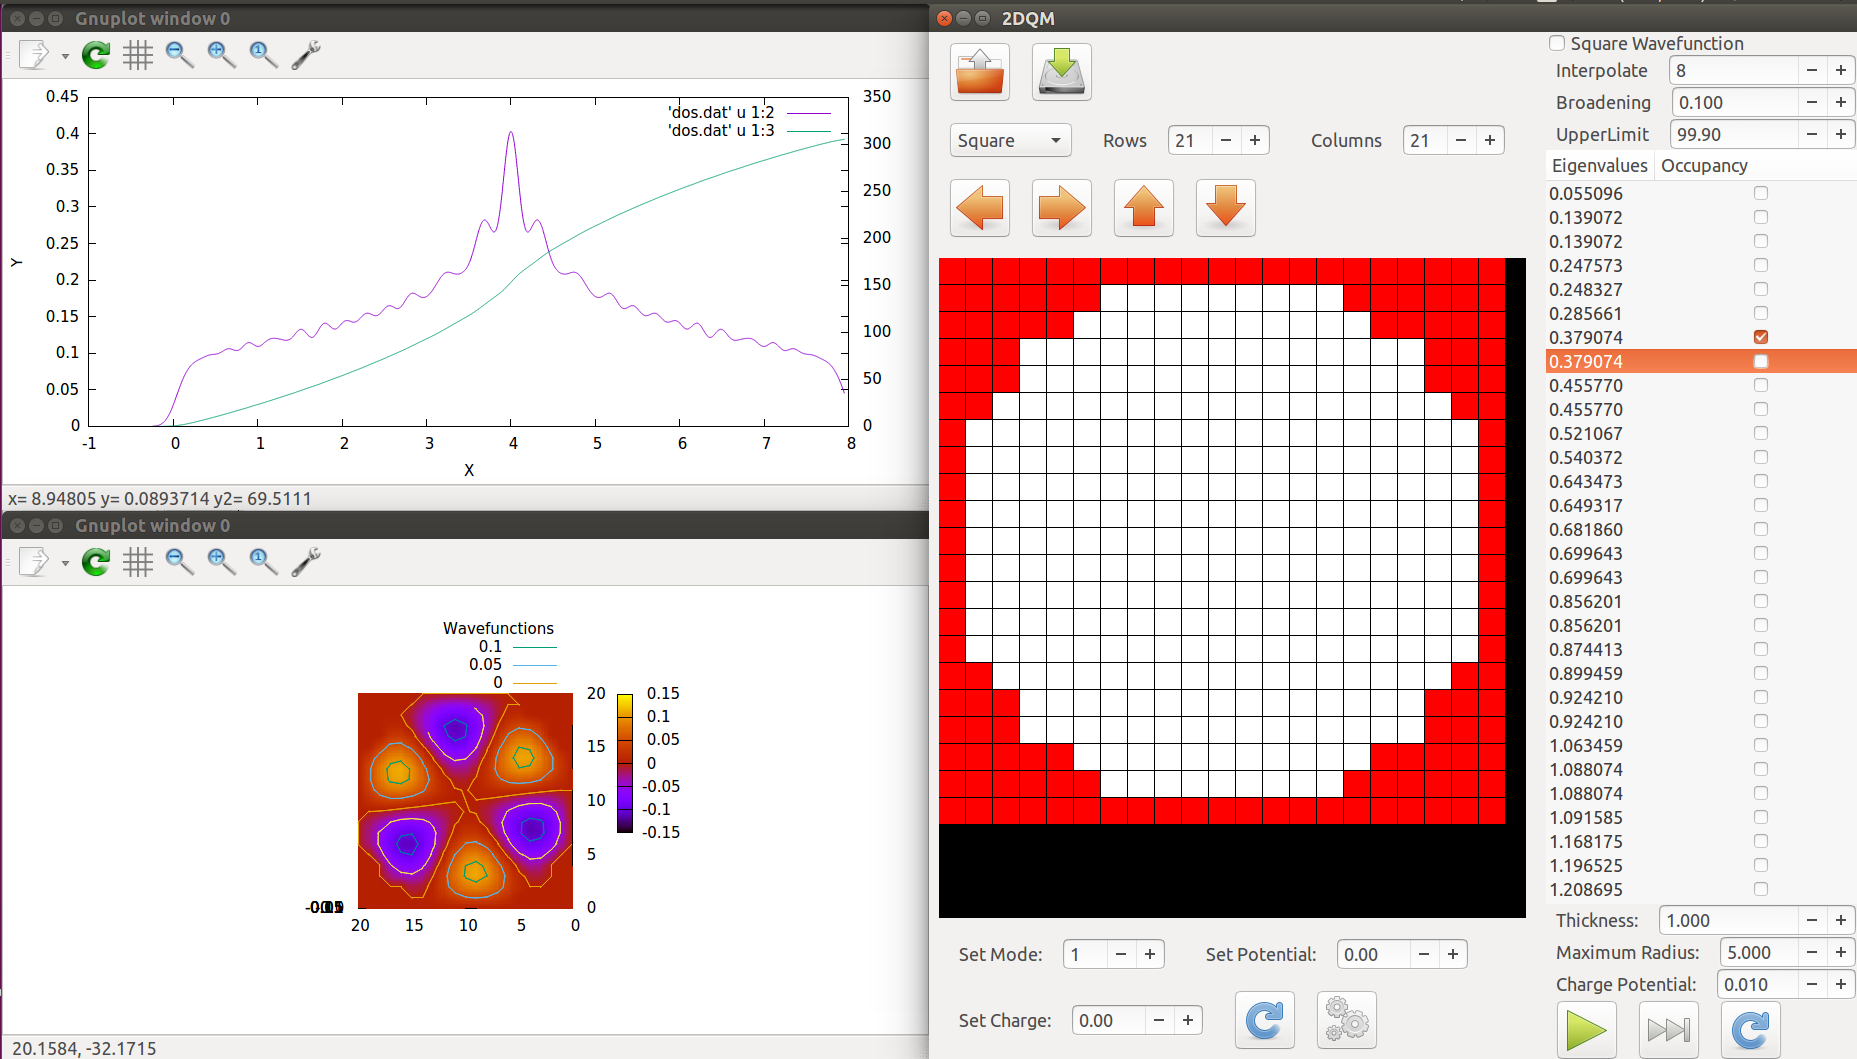 Gnuplot window 0
0.45
0.4
0.35
0.3
0.25
0.2
0.15
0.1
0.05
0
Y
'dos.dat' u 1:2
'dos.dat' u 1:3
350
300
250
200
150
100
50
0
-1 0 1 2 3 4 5 6 7 8
X
x= 8.94805 y= 0.0893714 y2= 69.5111
Gnuplot window 0
Wavefunctions
0.1
0.05
0
20
15
10
5
0
0.15
0.1
0.05
0
-0.05
-0.1
-0.15
20 15 10 5 0
20.1584, -32.1715
2DQM
Square Rows 21 Columns 21
Set Mode: 1 Set Potential: 0.00
Set Charge: 0.00
Square Wavefunction
Interpolate 8
Broadening 0.100
UpperLimit 99.90
Eigenvalues Occupancy
0.055096
0.139072
0.139072
0.247573
0.248327
0.285661
0.379074
0.379074
0.455770
0.455770
0.521067
0.540372
0.643473
0.649317
0.681860
0.699643
0.699643
0.856201
0.856201
0.874413
0.899459
0.924210
0.924210
1.063459
1.088074
1.088074
1.091585
1.168175
1.196525
1.208695
Thickness: 1.000
Maximum Radius: 5.000
Charge Potential: 0.010